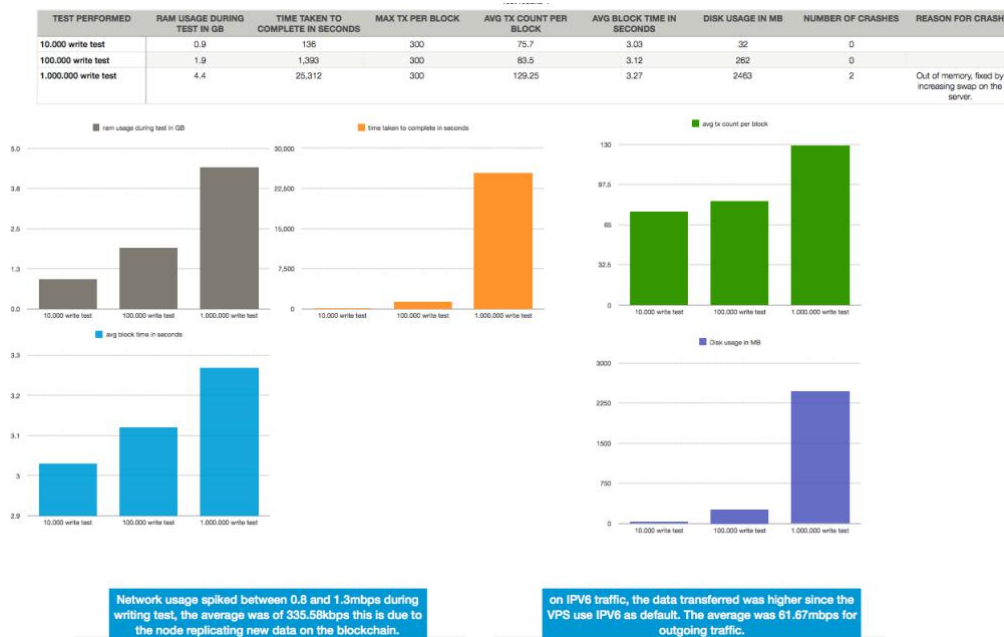 TEST PERFORMED RAM USAGE DURING TEST IN GB TIME TAKEN TO COMPLETE IN SECONDS MAX TX PER BLOCK AVG TX COUNT PER BLOCK AVG BLOCK TIME IN SECONDS DISK USAGE IN MB NUMBER OF CRASHES REASON FOR CRASH
10.000 write test 0.9 136 300 75.7 3.03 32 0
100.000 write test 1.9 1,393 300 83.5 3.12 262 0
1.000.000 write test 4.4 25,312 300 129.25 3.27 2463 2 Out of memory, fixed by
increasing swap on the
server.
ram usage during test in GB
5.0
3.8
2.5
1.3
0.0
10.000 write test 100.000 write test 1.000.000 write test
time taken to complete in seconds
30,000
22,500
15,000
7,500
0
10.000 write test 100.000 write test 1.000.000 write test
avg tx count per block
130
97.5
65
32.5
0
10.000 write test 100.000 write test 1.000.000 write test
avg block time in seconds
3.3
3.2
3.1
3
2.9
10.000 write test 100.000 write test 1.000.000 write test
Disk usage in MB
3000
2250
1500
750
0
10.000 write test 100.000 write test 1.000.000 write test
Network usage spiked between 0.8 and 1.3mbps during
writing test, the average was of 335.58kbps this is due to
the node replicating new data on the blockchain.
on IPV6 traffic, the data transferred was higher since the
VPS use IPV6 as default. The average was 61.67mbps for
outgoing traffic.